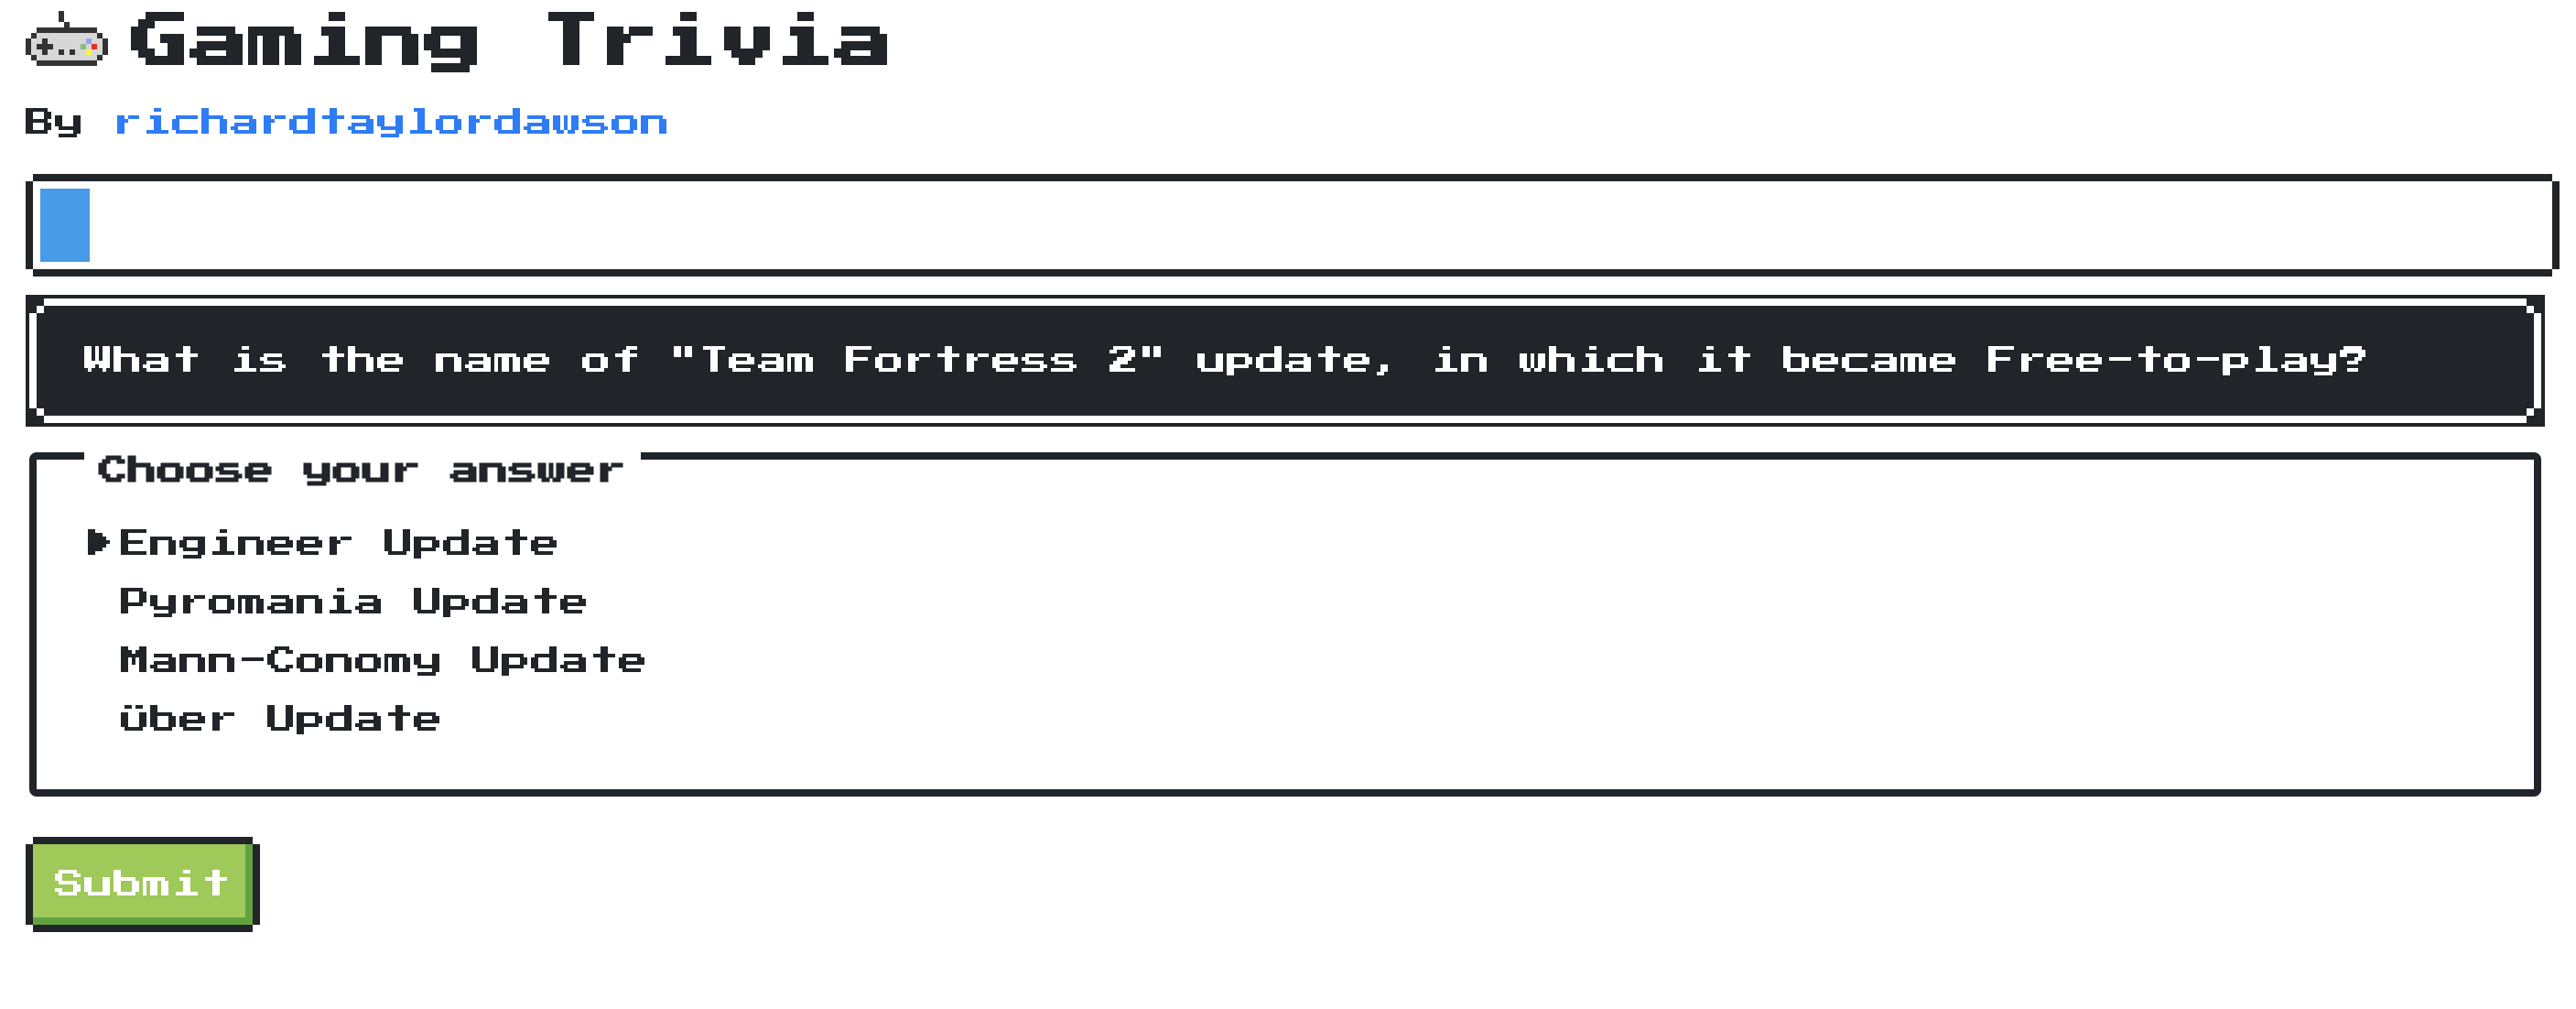 Gaming Trivia
By richardtaylordawson
What is the name of "Team Fortress 2" update, in which it became Free-to-play?
Choose your answer
Engineer Update
Pyromania Update
Mann-Conomy Update
über Update
Submit